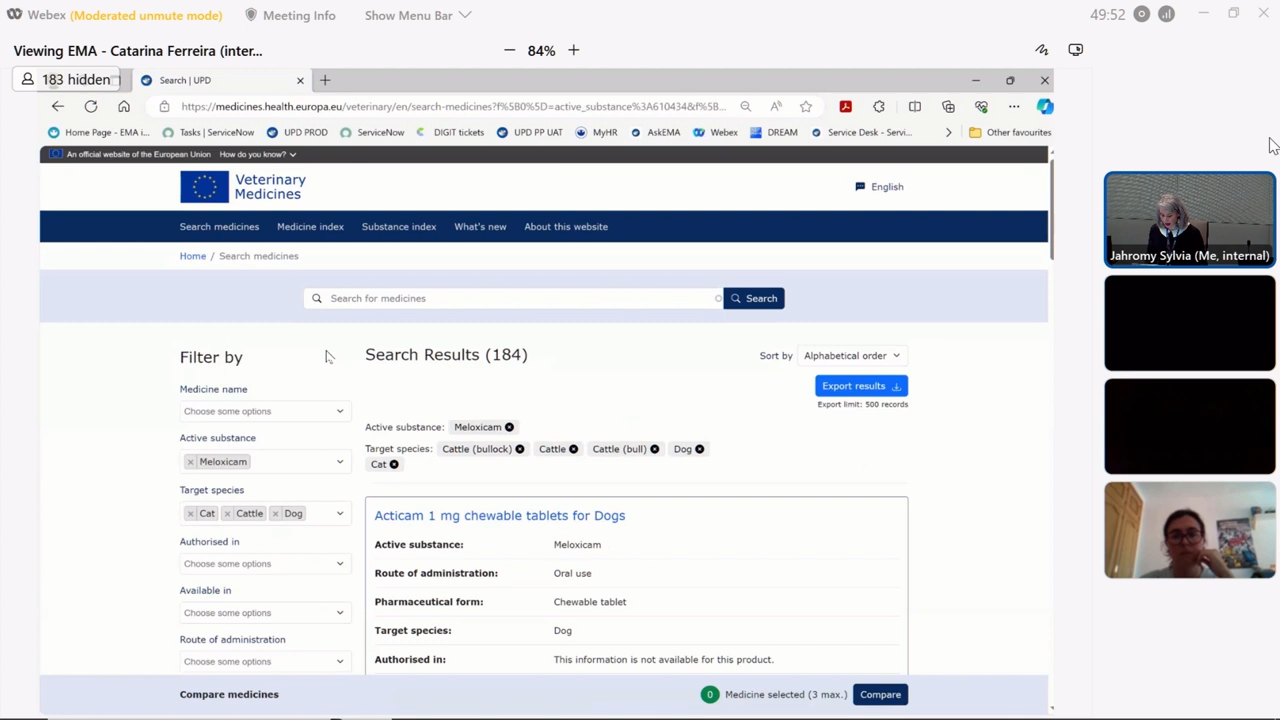 Webex (Moderated unmute mode) Meeting Info Show Menu Bar 49:52
Viewing EMA - Catarina Ferreira (inter... 84%
183 hidden Search | UPD
https://medicines.health.europa.eu/veterinary/en/search-medicines?f%5B0%5D=active_substance%3A610434&f%5B...
Home Page - EMA i... Tasks | ServiceNow UPD PROD ServiceNow DIGIT tickets UPD PP UAT MyHR AskEMA Webex DREAM Service Desk - Servi... Other favourites
An official website of the European Union How do you know?
Veterinary
Medicines
English
Search medicines Medicine index Substance index What's new About this website
Home / Search medicines
Search for medicines Search
Filter by
Search Results (184)
Sort by Alphabetical order
Export results
Export limit: 500 records
Medicine name
Choose some options
Active substance: Meloxicam
Target species: Cattle (bullock) Cattle Cattle (bull) Dog
Cat
Active substance
Meloxicam
Target species
Cat Cattle Dog
Authorised in
Choose some options
Available in
Choose some options
Route of administration
Choose some options
Acticam 1 mg chewable tablets for Dogs
Active substance: Meloxicam
Route of administration: Oral use
Pharmaceutical form: Chewable tablet
Target species: Dog
Authorised in: This information is not available for this product.
Compare medicines 0 Medicine selected (3 max.) Compare
Jahromy Sylvia (Me, internal)